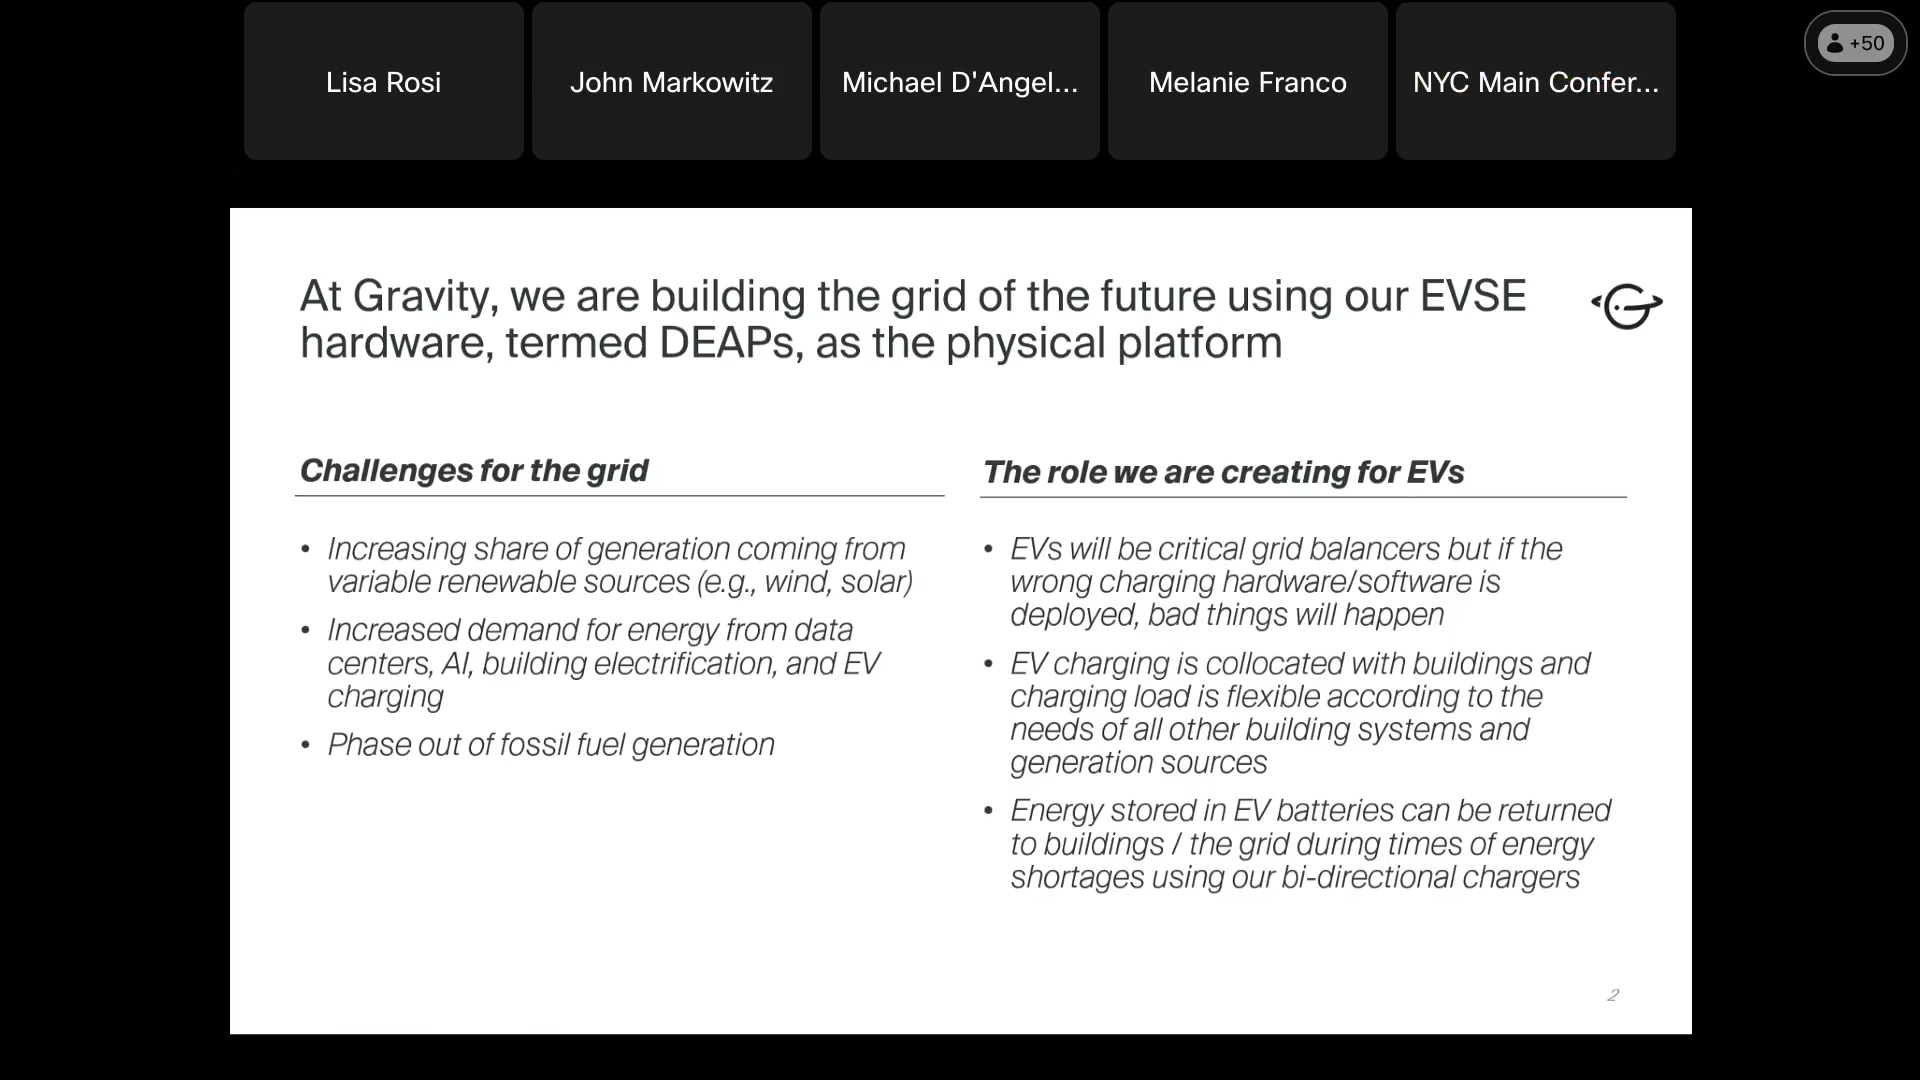 Lisa Rosi
John Markowitz
Michael D'Angel...
Melanie Franco
NYC Main Confer...
+50
At Gravity, we are building the grid of the future using our EVSE
hardware, termed DEAPs, as the physical platform
Challenges for the grid
• Increasing share of generation coming from
variable renewable sources (e.g., wind, solar)
• Increased demand for energy from data
centers, AI, building electrification, and EV
charging
• Phase out of fossil fuel generation
The role we are creating for EVs
• EVs will be critical grid balancers but if the
wrong charging hardware/software is
deployed, bad things will happen
• EV charging is collocated with buildings and
charging load is flexible according to the
needs of all other building systems and
generation sources
• Energy stored in EV batteries can be returned
to buildings / the grid during times of energy
shortages using our bi-directional chargers
2